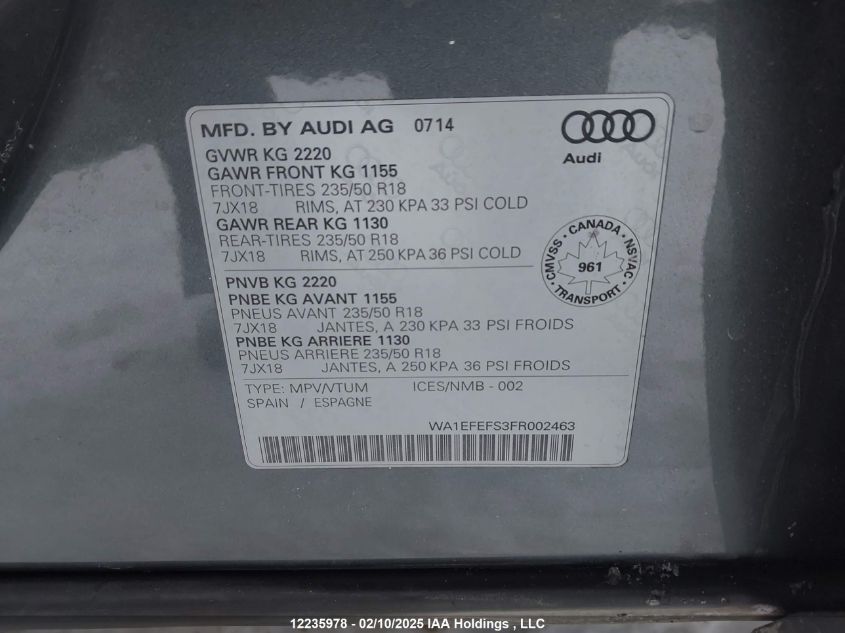 MFD. BY AUDI AG 0714
Audi
GVWR KG 2220
GAWR FRONT KG 1155
FRONT-TIRES 235/50 R18
7JX18 RIMS, AT 230 KPA 33 PSI COLD
GAWR REAR KG 1130
REAR-TIRES 235/50 R18
7JX18 RIMS, AT 250 KPA 36 PSI COLD
CMVSS • CANADA • NSVAC • TRANSPORT •
961
PNVB KG 2220
PNBE KG AVANT 1155
PNEUS AVANT 235/50 R18
7JX18 JANTES, A 230 KPA 33 PSI FROIDS
PNBE KG ARRIERE 1130
PNEUS ARRIERE 235/50 R18
7JX18 JANTES, A 250 KPA 36 PSI FROIDS
TYPE: MPV/VTUM ICES/NMB - 002
SPAIN / ESPAGNE
WA1EFEFS3FR002463
12235978 - 02/10/2025 IAA Holdings , LLC